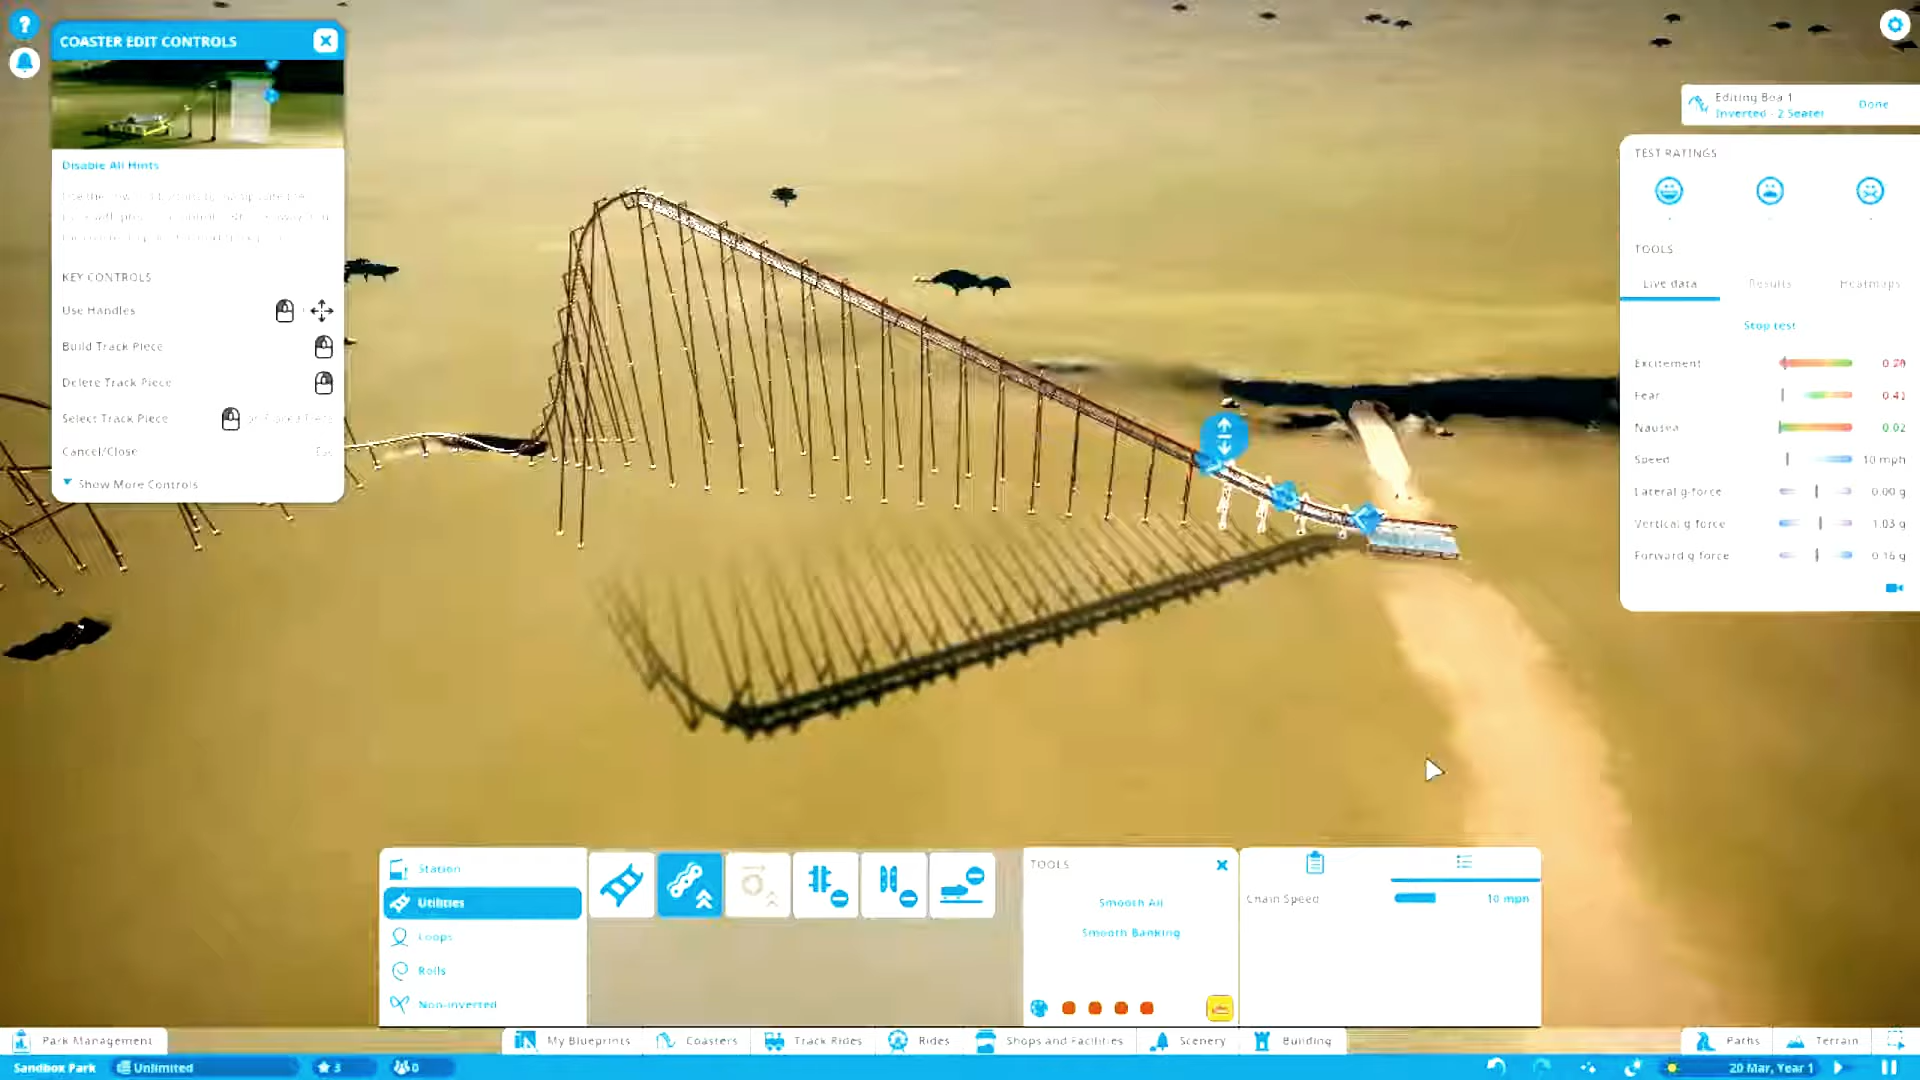 COASTER EDIT CONTROLS
Disable All Hints
KEY CONTROLS
Use Handles
Build Track Piece
Delete Track Piece
Select Track Piece
Cancel/Close
Esc
Show More Controls
Editing Boa 1
Inverted - 2 Seater
Done
TEST RATINGS
TOOLS
Live data
Results
Heatmaps
Stop test
Excitement
Fear 0.41
Nausea 0.02
Speed 10 mph
Lateral g-force 0.00 g
Vertical g-force 1.03 g
Forward g-force 0.16 g
Station
Utilities
Loops
Rolls
Non-inverted
TOOLS
Smooth All
Smooth Banking
Chain Speed 10 mph
Park Management
My Blueprints
Coasters
Track Rides
Rides
Shops and Facilities
Scenery
Building
Paths
Terrain
Sandbox Park
Unlimited
3
0
20 Mar, Year 1